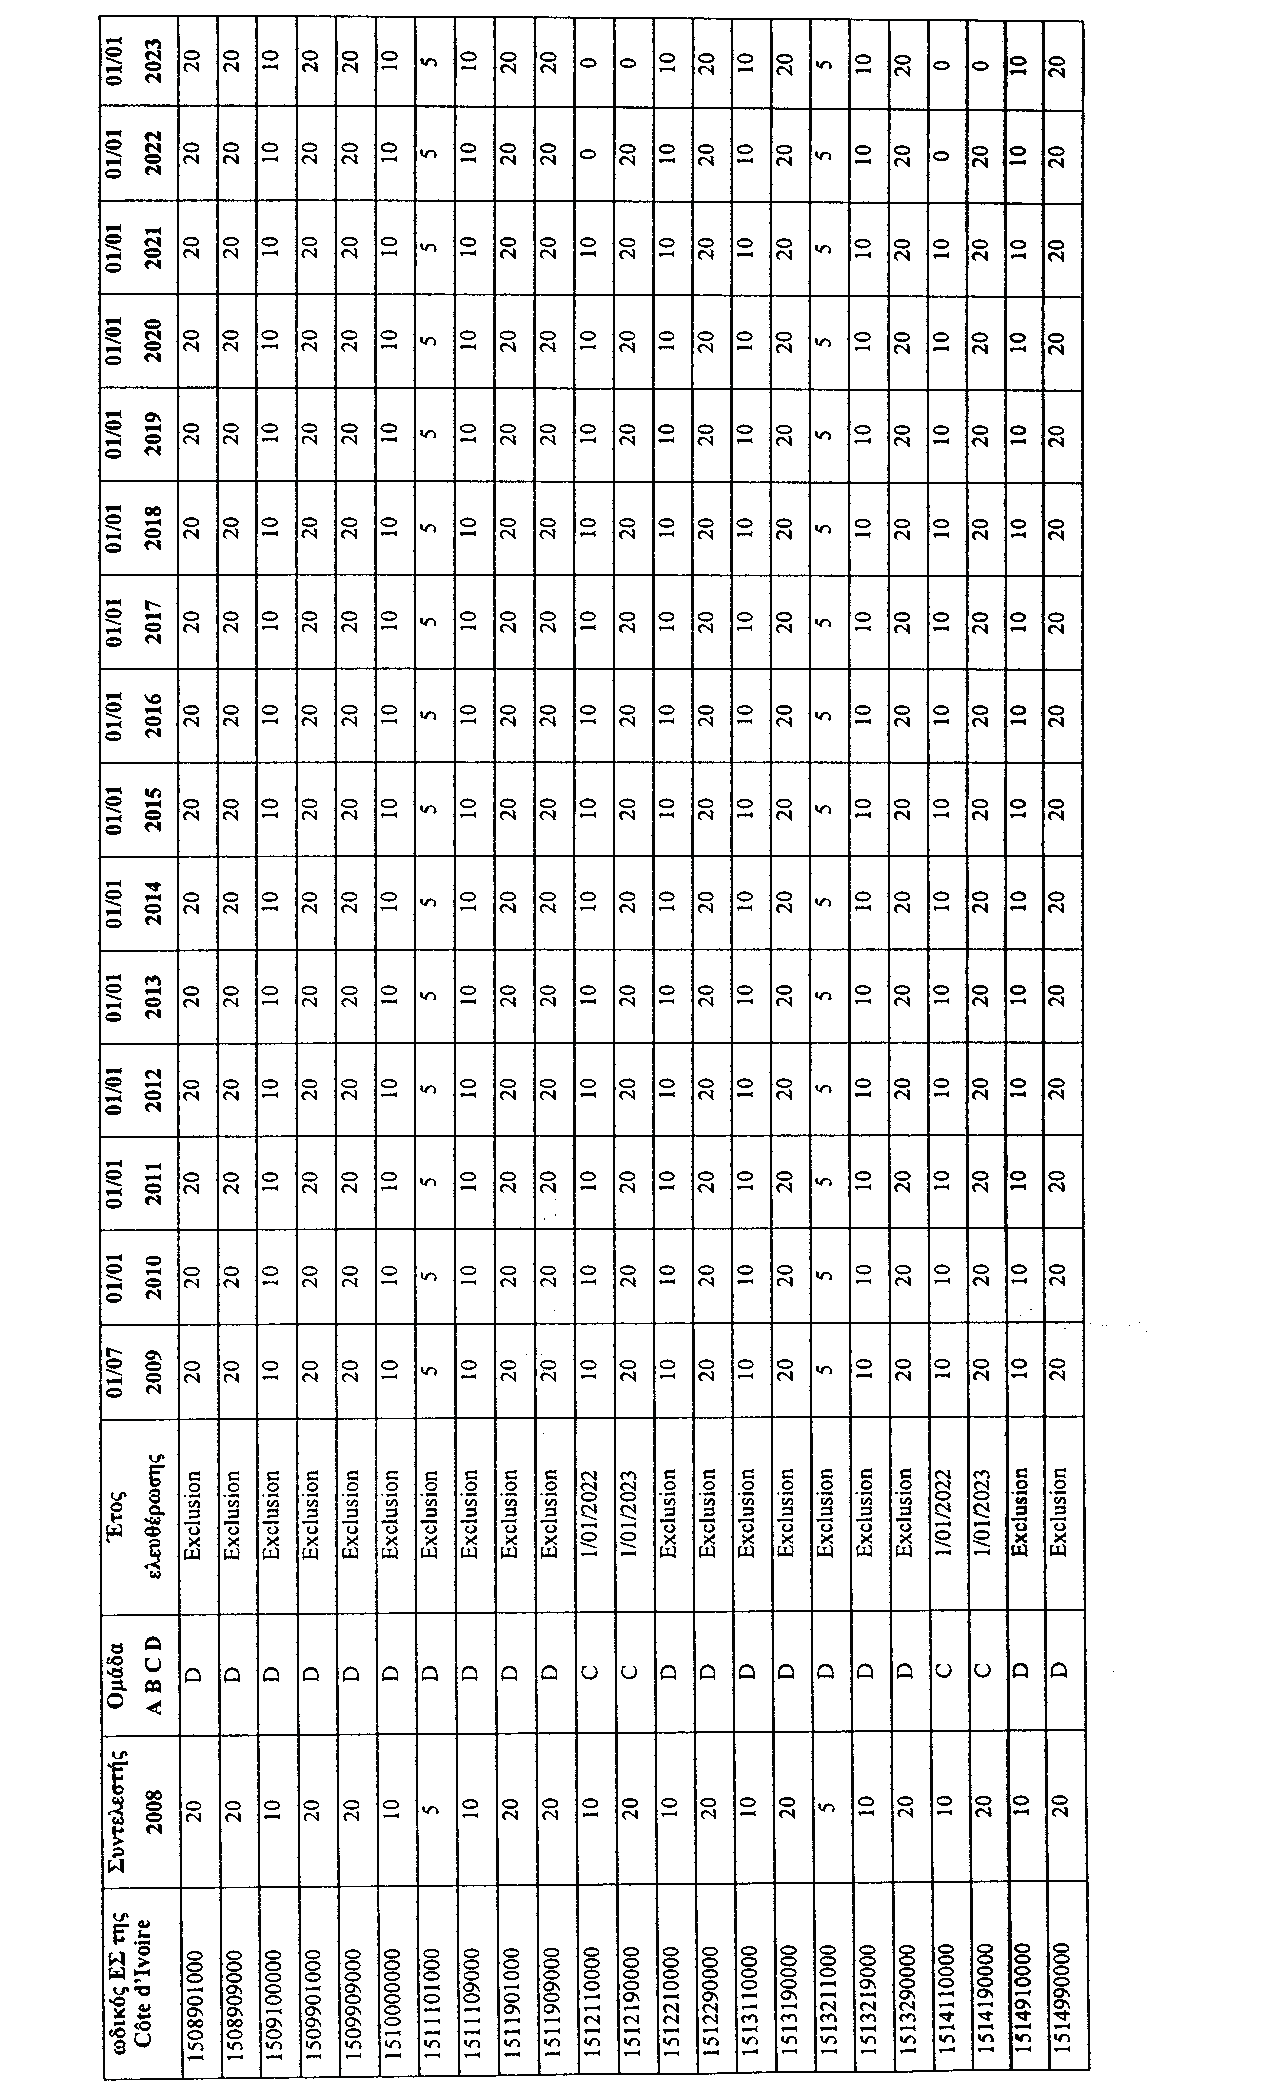 ωδικός ΕΣ της Côte d'Ivoire | Συντελεστής 2008 | Ομάδα A B C D | Έτος ελευθέρωσης | 01/07 2009 | 01/01 2010 | 01/01 2011 | 01/01 2012 | 01/01 2013 | 01/01 2014 | 01/01 2015 | 01/01 2016 | 01/01 2017 | 01/01 2018 | 01/01 2019 | 01/01 2020 | 01/01 2021 | 01/01 2022 | 01/01 2023
1508901000 20 D Exclusion 20 20 20 20 20 20 20 20 20 20 20 20 20 20 20
1508909000 20 D Exclusion 20 20 20 20 20 20 20 20 20 20 20 20 20 20 20
1509100000 10 D Exclusion 10 10 10 10 10 10 10 10 10 10 10 10 10 10 10
1509901000 20 D Exclusion 20 20 20 20 20 20 20 20 20 20 20 20 20 20 20
1509909000 20 D Exclusion 20 20 20 20 20 20 20 20 20 20 20 20 20 20 20
1510000000 10 D Exclusion 10 10 10 10 10 10 10 10 10 10 10 10 10 10 10
1511101000 5 D Exclusion 5 5 5 5 5 5 5 5 5 5 5 5 5 5 5
1511109000 10 D Exclusion 10 10 10 10 10 10 10 10 10 10 10 10 10 10 10
1511901000 20 D Exclusion 20 20 20 20 20 20 20 20 20 20 20 20 20 20 20
1511909000 20 D Exclusion 20 20 20 20 20 20 20 20 20 20 20 20 20 20 20
1512110000 10 C 1/01/2022 10 10 10 10 10 10 10 10 10 10 10 10 10 0 0
1512190000 20 C 1/01/2023 20 20 20 20 20 20 20 20 20 20 20 20 20 20 0
1512210000 10 D Exclusion 10 10 10 10 10 10 10 10 10 10 10 10 10 10 10
1512290000 20 D Exclusion 20 20 20 20 20 20 20 20 20 20 20 20 20 20 20
1513110000 10 D Exclusion 10 10 10 10 10 10 10 10 10 10 10 10 10 10 10
1513190000 20 D Exclusion 20 20 20 20 20 20 20 20 20 20 20 20 20 20 20
1513211000 5 D Exclusion 5 5 5 5 5 5 5 5 5 5 5 5 5 5 5
1513219000 10 D Exclusion 10 10 10 10 10 10 10 10 10 10 10 10 10 10 10
1513290000 20 D Exclusion 20 20 20 20 20 20 20 20 20 20 20 20 20 20 20
1514110000 10 C 1/01/2022 10 10 10 10 10 10 10 10 10 10 10 10 10 0 0
1514190000 20 C 1/01/2023 20 20 20 20 20 20 20 20 20 20 20 20 20 20 0
1514910000 10 D Exclusion 10 10 10 10 10 10 10 10 10 10 10 10 10 10 10
1514990000 20 D Exclusion 20 20 20 20 20 20 20 20 20 20 20 20 20 20 20